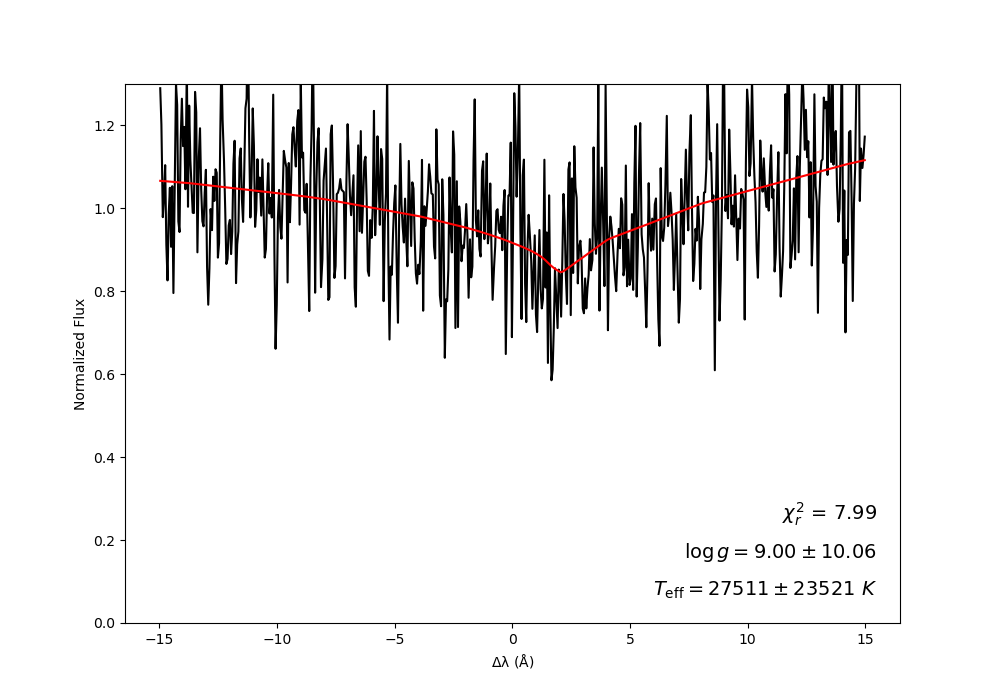 1.2
1.0
0.8
0.6
0.4
0.2
0.0
Normalized Flux
χ²ᵣ = 7.99
log g = 9.00 ± 10.06
T_eff = 27511 ± 23521 K
−15 −10 −5 0 5 10 15
Δλ (Å)